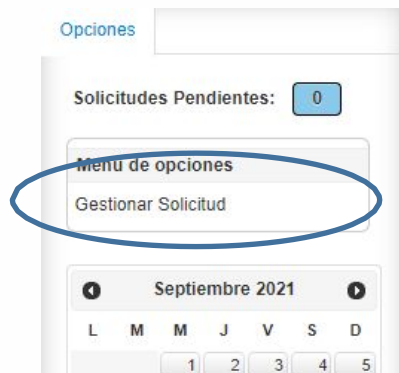 Opciones
Solicitudes Pendientes: 0
Menú de opciones
Gestionar Solicitud
Septiembre 2021
L M M J V S D
1 2 3 4 5